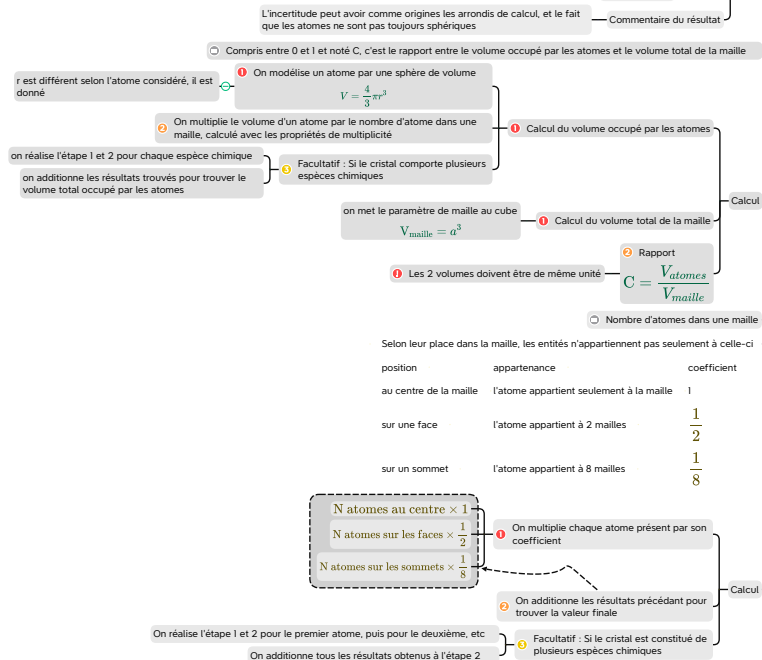 L'incertitude peut avoir comme origines les arrondis de calcul, et le fait
que les atomes ne sont pas toujours sphériques
Commentaire du résultat
Compris entre 0 et 1 et noté C, c'est le rapport entre le volume occupé par les atomes et le volume total de la maille
r est différent selon l'atome considéré, il est
donné
1 On modélise un atome par une sphère de volume
V = 4/3 πr³
2 On multiplie le volume d'un atome par le nombre d'atome dans une
maille, calculé avec les propriétés de multiplicité
1 Calcul du volume occupé par les atomes
on réalise l'étape 1 et 2 pour chaque espèce chimique
on additionne les résultats trouvés pour trouver le
volume total occupé par les atomes
3 Facultatif : Si le cristal comporte plusieurs
espèces chimiques
Calcul
on met le paramètre de maille au cube
V_maille = a³
1 Calcul du volume total de la maille
! Les 2 volumes doivent être de même unité
2 Rapport
C = V_atomes / V_maille
Nombre d'atomes dans une maille
Selon leur place dans la maille, les entités n'appartiennent pas seulement à celle-ci
position appartenance coefficient
au centre de la maille l'atome appartient seulement à la maille 1
sur une face l'atome appartient à 2 mailles 1/2
sur un sommet l'atome appartient à 8 mailles 1/8
N atomes au centre × 1
N atomes sur les faces × 1/2
N atomes sur les sommets × 1/8
1 On multiplie chaque atome présent par son
coefficient
Calcul
2 On additionne les résultats précédant pour
trouver la valeur finale
On réalise l'étape 1 et 2 pour le premier atome, puis pour le deuxième, etc
On additionne tous les résultats obtenus à l'étape 2
3 Facultatif : Si le cristal est constitué de
plusieurs espèces chimiques